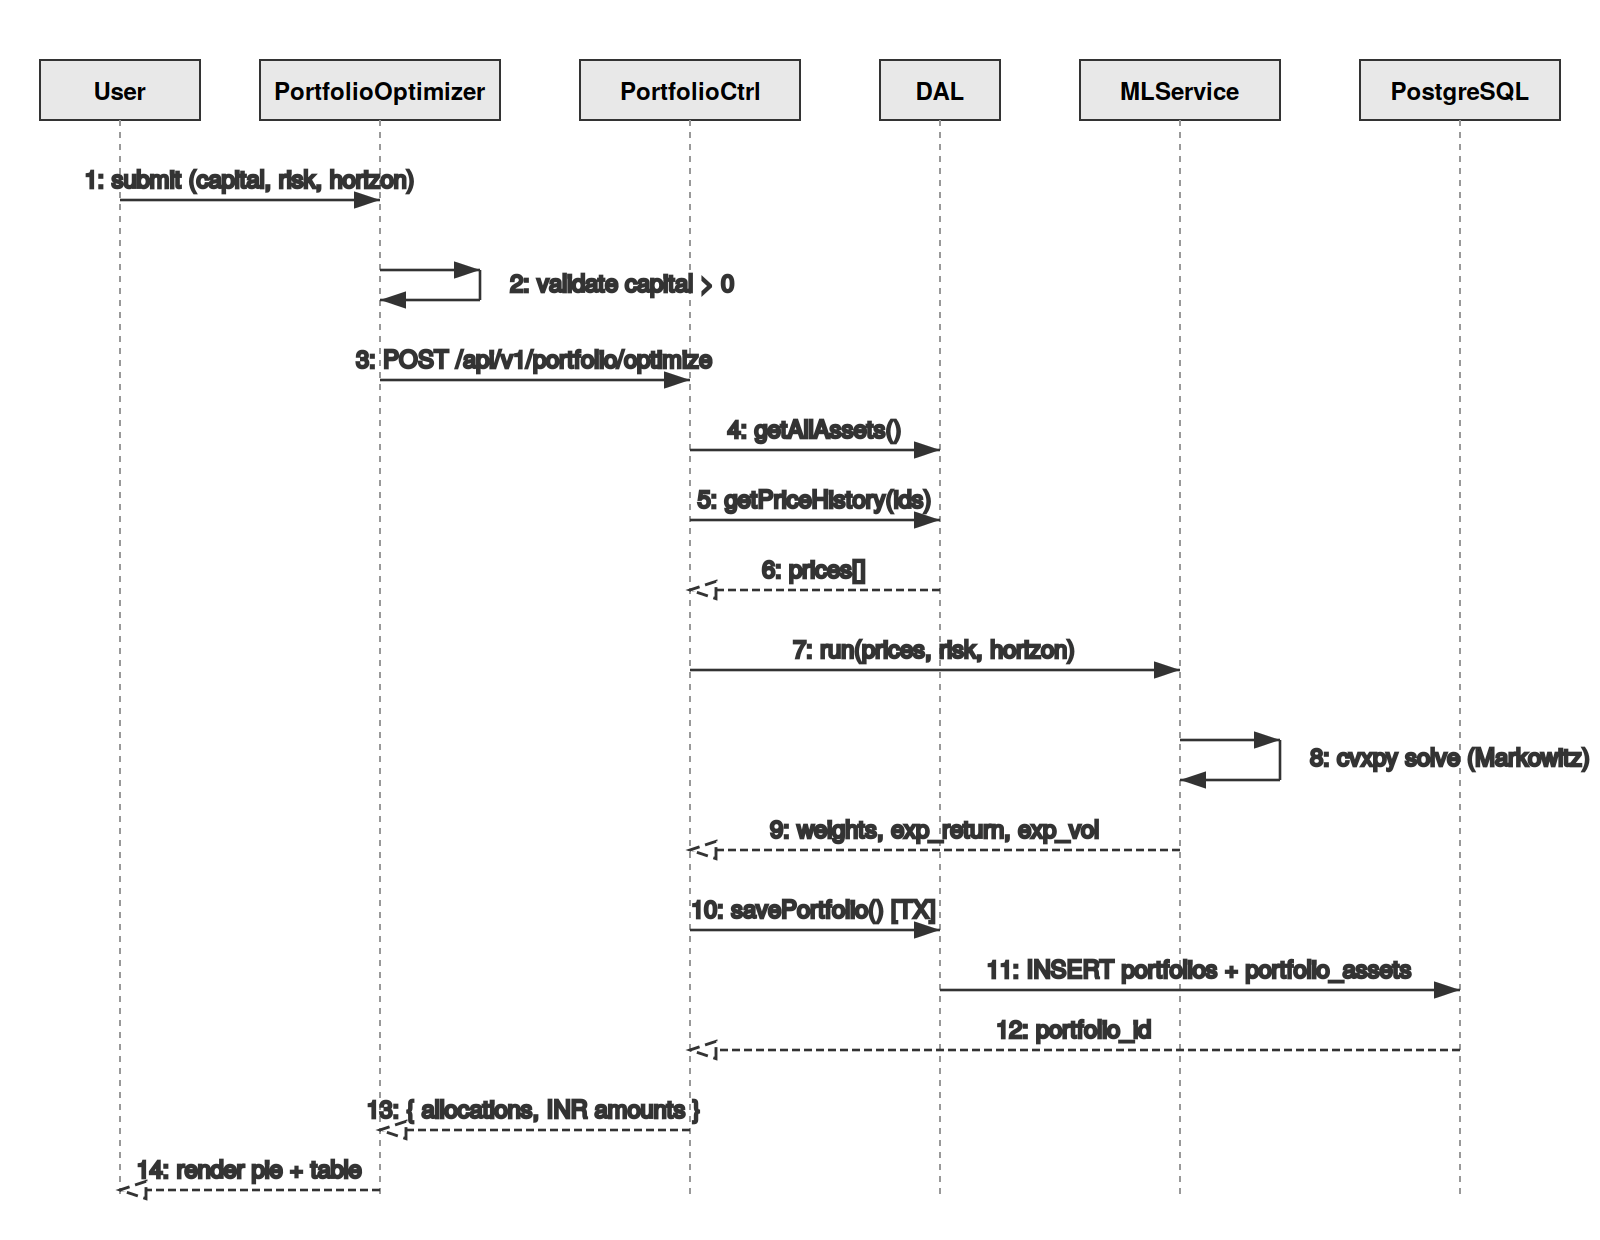 User
PortfolioOptimizer
PortfolioCtrl
DAL
MLService
PostgreSQL
1: submit (capital, risk, horizon)
2: validate capital > 0
3: POST /api/v1/portfolio/optimize
4: getAllAssets()
5: getPriceHistory(ids)
6: prices[]
7: run(prices, risk, horizon)
8: cvxpy solve (Markowitz)
9: weights, exp_return, exp_vol
10: savePortfolio() [TX]
11: INSERT portfolios + portfolio_assets
12: portfolio_id
13: { allocations, INR amounts }
14: render pie + table